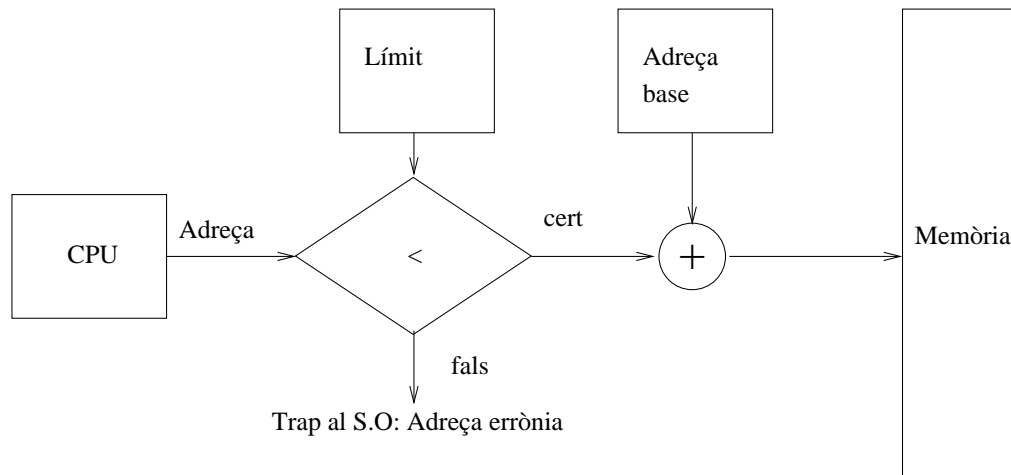 Límit
Adreça
base
CPU
Adreça
<
cert
+
Memòria
fals
Trap al S.O: Adreça errònia